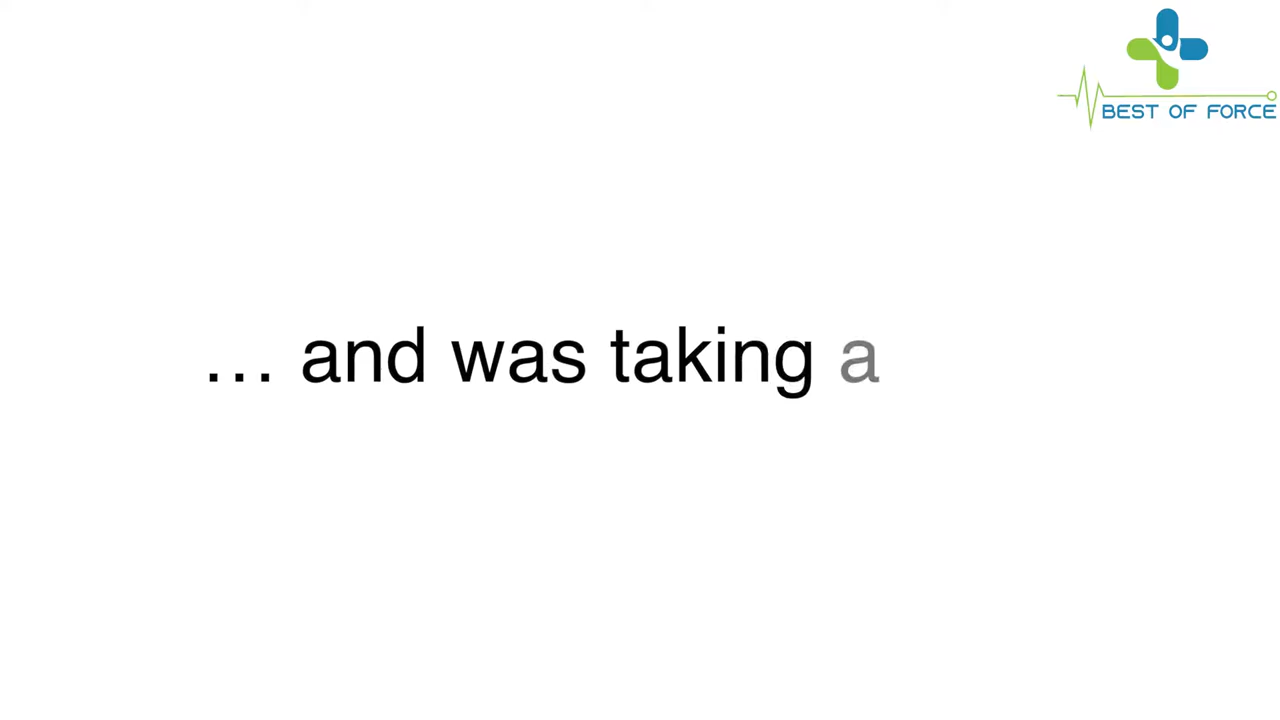 BEST OF FORCE
… and was taking a